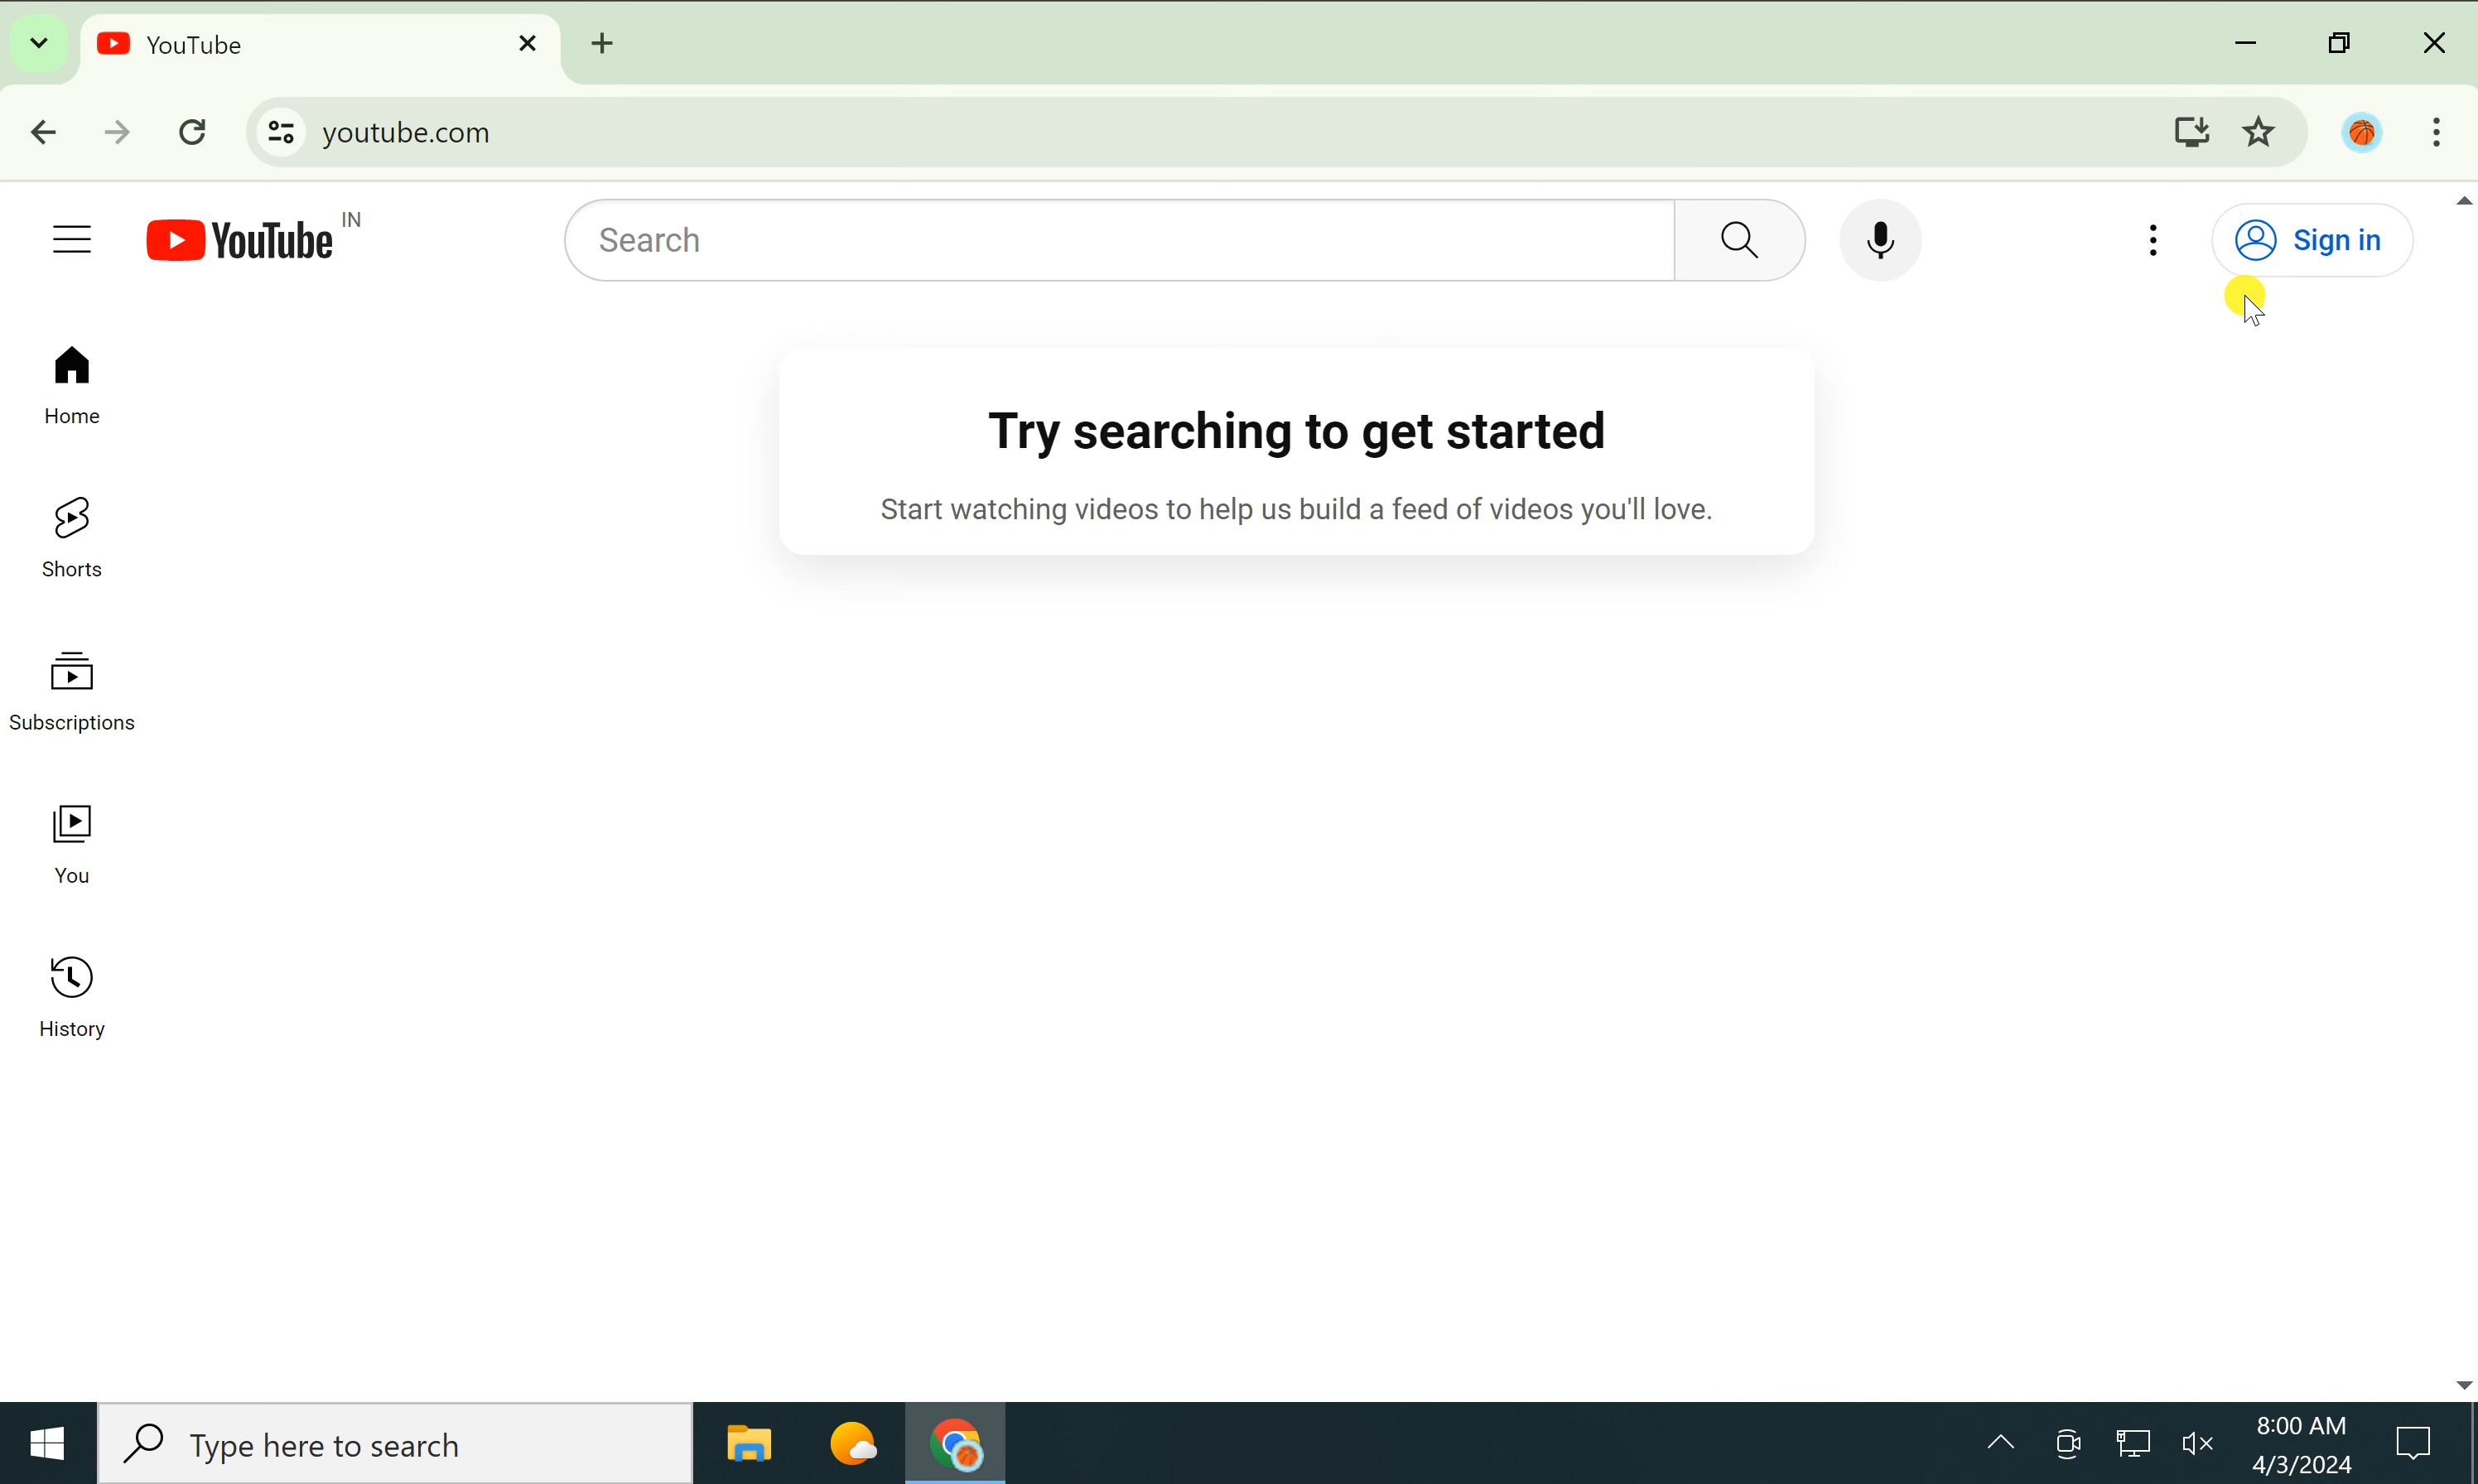 YouTube
youtube.com
YouTube IN
Search
Sign in
Home
Shorts
Subscriptions
You
History
Try searching to get started
Start watching videos to help us build a feed of videos you'll love.
Type here to search
8:00 AM
4/3/2024